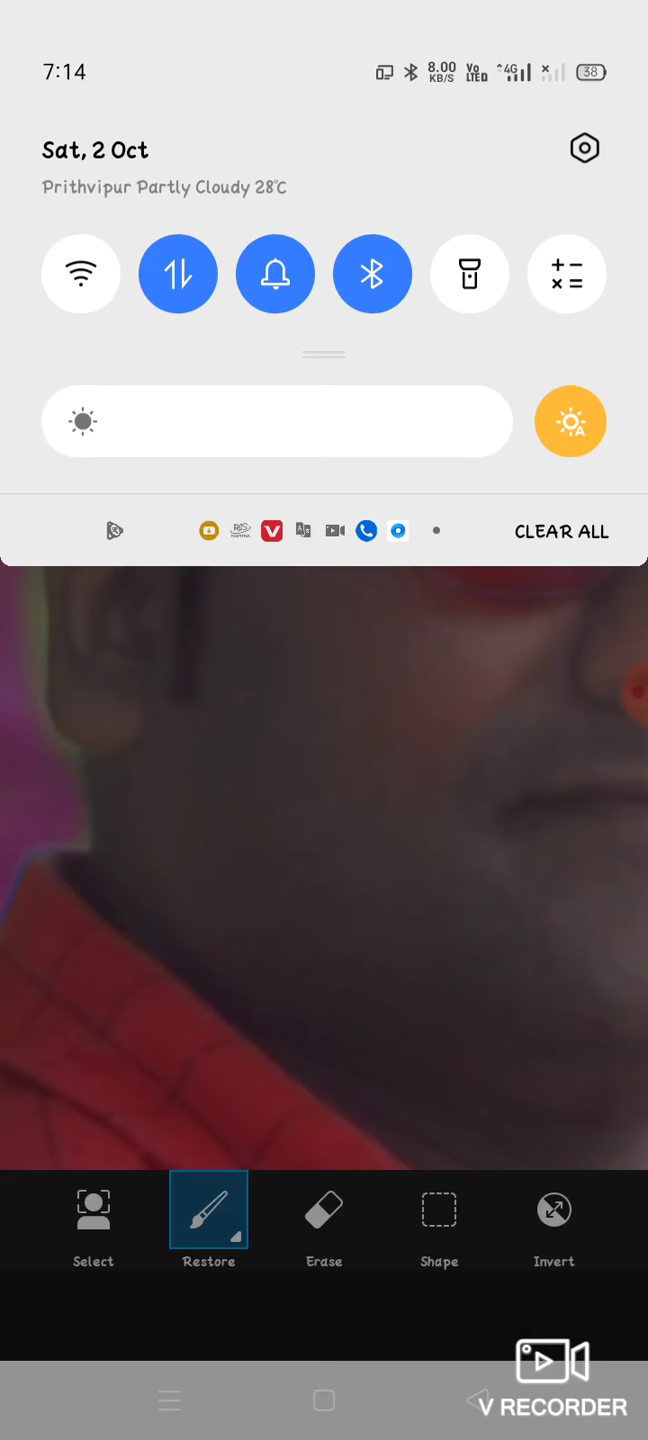 7:14
8.00 KB/S
Vo LTED
4G
38
Sat, 2 Oct
Prithvipur Partly Cloudy 28°C
A
CLEAR ALL
Select
Restore
Erase
Shape
Invert
V RECORDER